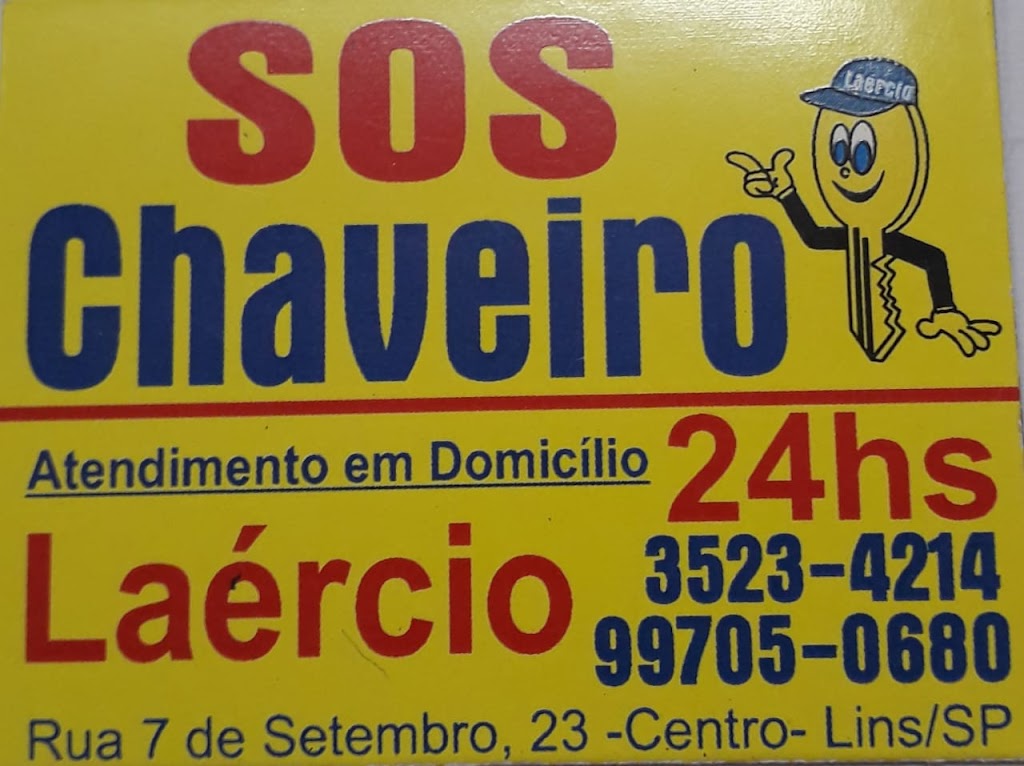 SOS
Laercio
Chaveiro
Atendimento em Domicílio
24hs
Laércio
3523-4214
99705-0680
Rua 7 de Setembro, 23 -Centro- Lins/SP